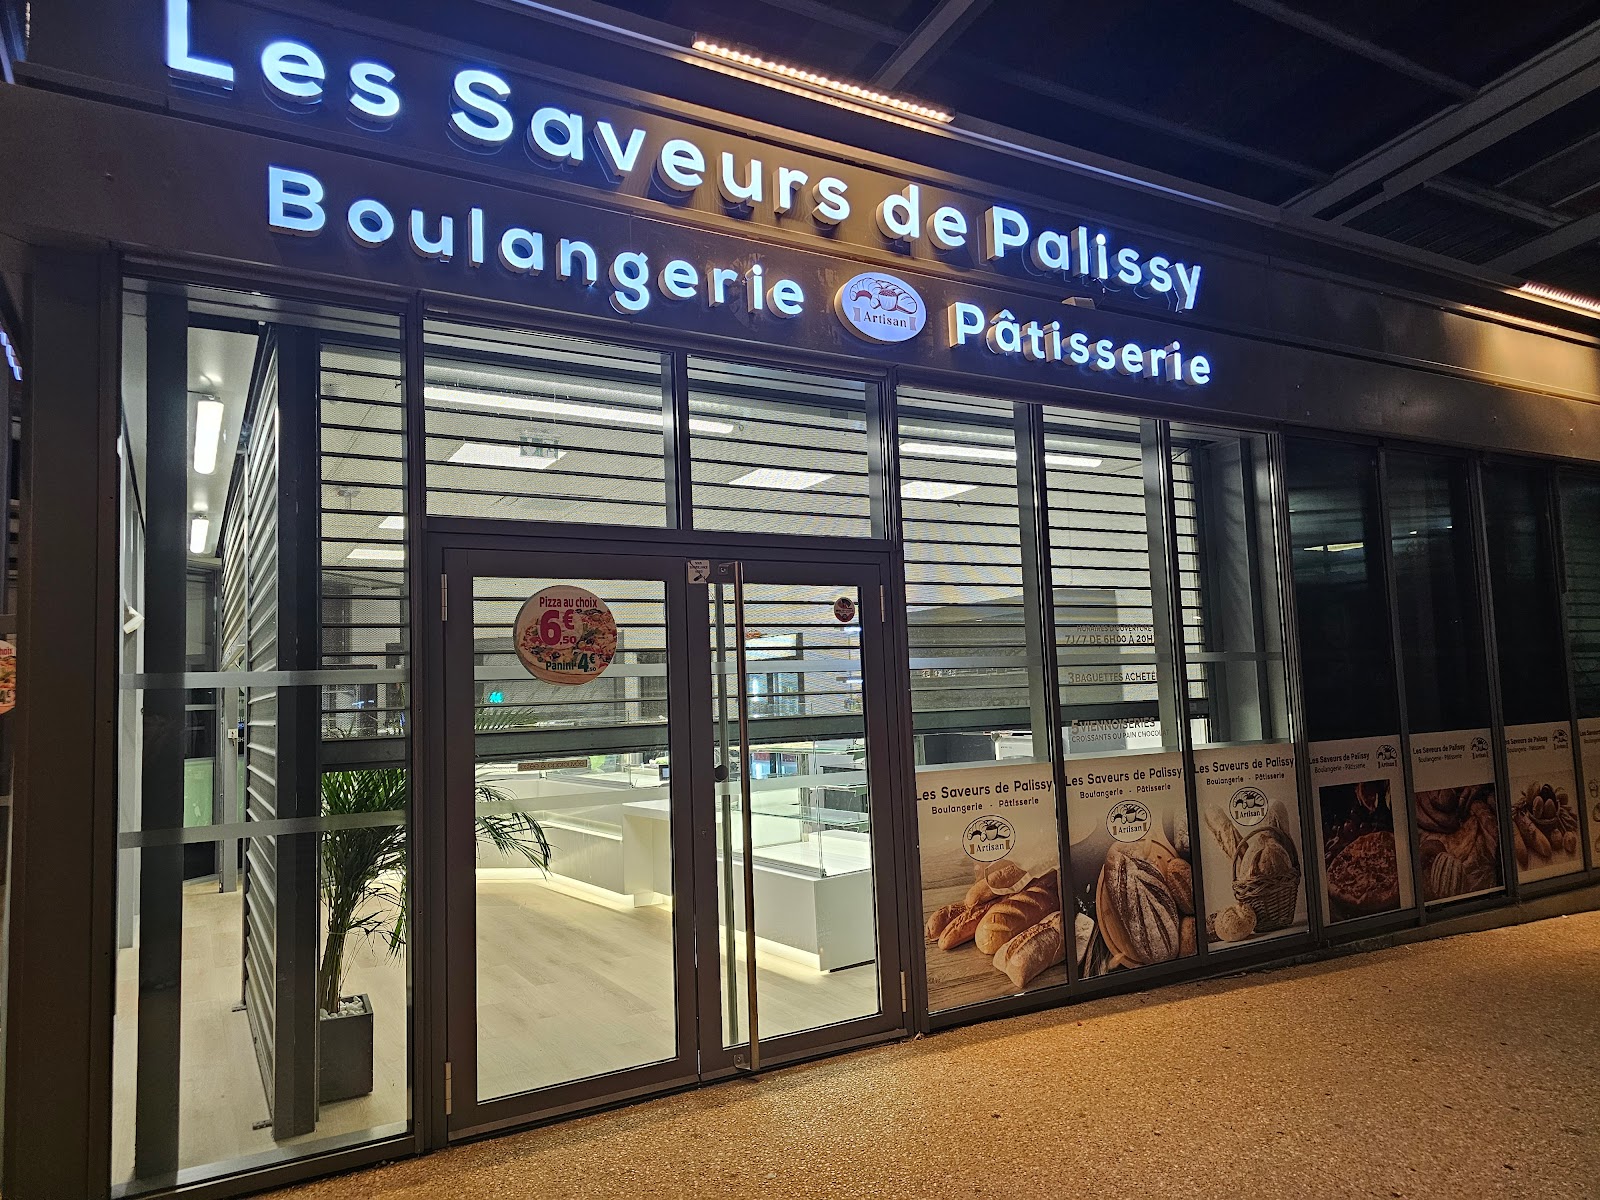 Les Saveurs de Palissy
Boulangerie
Artisan
Pâtisserie
Pizza au choix
6€,50
Panini 4€,50
HORAIRES D'OUVERTURE
7J/7 DE 6H00 À 20H
3 BAGUETTES ACHETÉ
5 VIENNOISERIES
CROISSANTS OU PAIN CHOCOLAT
Les Saveurs de Palissy
Boulangerie - Pâtisserie
Artisan
Les Saveurs de Palissy
Boulangerie - Pâtisserie
Artisan
Les Saveurs de Palissy
Boulangerie - Pâtisserie
Artisan
Les Saveurs de Palissy
Boulangerie - Pâtisserie
Les Saveurs de Palissy
Boulangerie - Pâtisserie
Les Saveurs de Palissy
Boulangerie - Pâtisserie